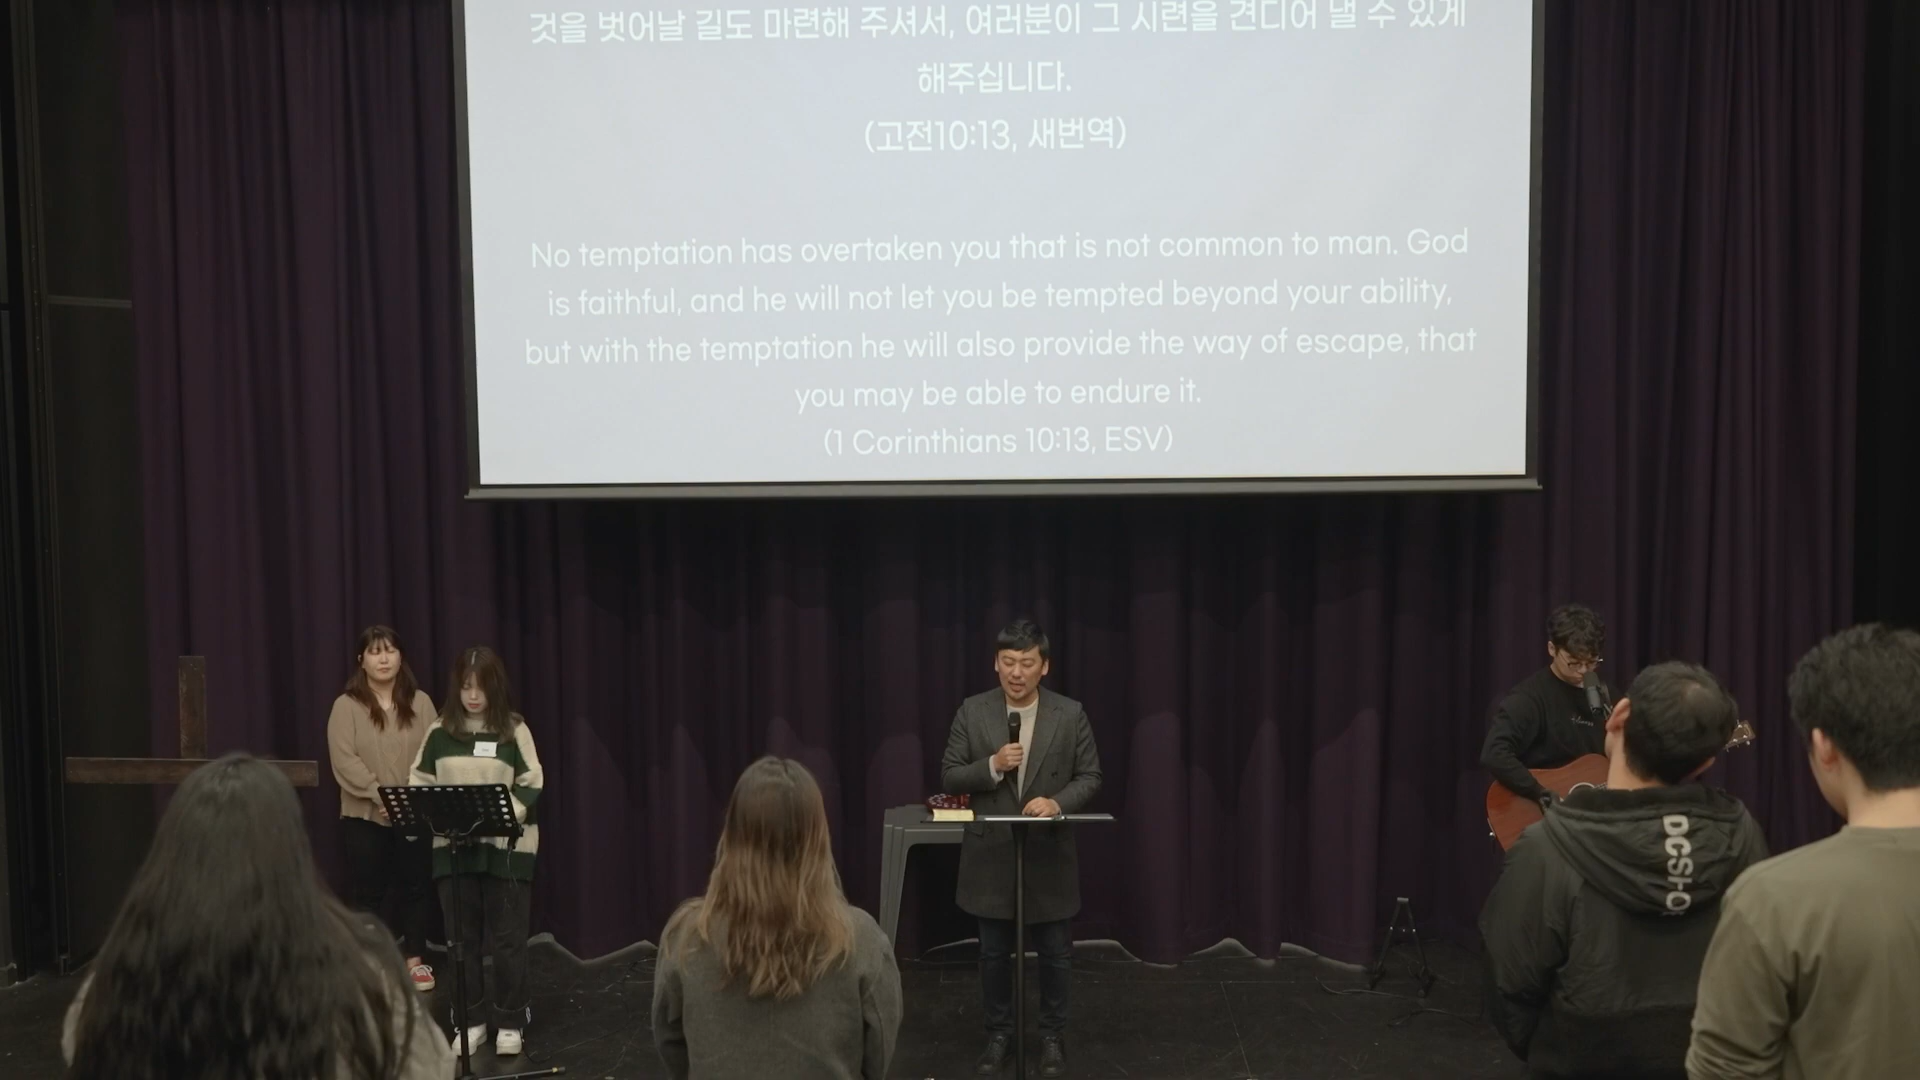 것을 벗어날 길도 마련해 주셔서, 여러분이 그 시련을 견디어 낼 수 있게
해주십니다.
(고전10:13, 새번역)
No temptation has overtaken you that is not common to man. God
is faithful, and he will not let you be tempted beyond your ability,
but with the temptation he will also provide the way of escape, that
you may be able to endure it.
(1 Corinthians 10:13, ESV)